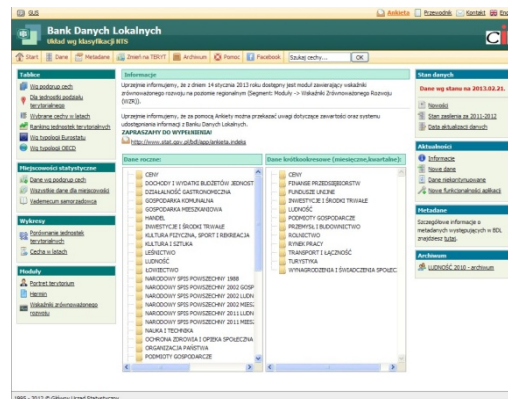 GUS
Ankieta Przewodnik Kontakt Eng
Bank Danych Lokalnych
Układ wg klasyfikacji NTS
Start Dane Metadane Zmień na TERYT Archiwum Pomoc Facebook Szukaj cechy... OK
Tablice
Wg podgrup cech
Dla jednostki podziału
terytorialnego
Wybrane cechy w latach
Ranking jednostek terytorialnych
Wg typologii Eurostatu
Wg typologii OECD
Miejscowości statystyczne
Dane wg podgrup cech
Wszystkie dane dla miejscowości
Vademecum samorządowca
Wykresy
Porównanie jednostek
terytorialnych
Cecha w latach
Moduły
Portret terytorium
Hermin
Wskaźniki zrównoważonego
rozwoju
Informacje
Uprzejmie informujemy, że z dniem 14 stycznia 2013 roku dostępny jest moduł zawierający wskaźniki
zrównoważonego rozwoju na poziomie regionalnym (Segment: Moduły -> Wskaźniki Zrównoważonego Rozwoju
(WZR)).
Uprzejmie informujemy, że za pomocą Ankiety można przekazać uwagi dotyczące zawartości oraz systemu
udostępniania informacji z Banku Danych Lokalnych.
ZAPRASZAMY DO WYPEŁNIENIA!
http://www.stat.gov.pl/bdl/app/ankieta.indeks
Dane roczne:
CENY
DOCHODY I WYDATKI BUDŻETÓW JEDNOST
DZIAŁALNOŚĆ GASTRONOMICZNA
GOSPODARKA KOMUNALNA
GOSPODARKA MIESZKANIOWA
HANDEL
INWESTYCJE I ŚRODKI TRWAŁE
KULTURA FIZYCZNA, SPORT I REKREACJA
KULTURA I SZTUKA
LEŚNICTWO
LUDNOŚĆ
ŁOWIECTWO
NARODOWY SPIS POWSZECHNY 1988
NARODOWY SPIS POWSZECHNY 2002 GOSP
NARODOWY SPIS POWSZECHNY 2002 LUDN
NARODOWY SPIS POWSZECHNY 2002 MIESZ
NARODOWY SPIS POWSZECHNY 2011 LUDN
NARODOWY SPIS POWSZECHNY 2011 MIESZ
NAUKA I TECHNIKA
OCHRONA ZDROWIA I OPIEKA SPOŁECZNA
ORGANIZACJA PAŃSTWA
PODMIOTY GOSPODARCZE
Dane krótkookresowe (miesięczne,kwartalne):
CENY
FINANSE PRZEDSIĘBIORSTW
FUNDUSZE UNIJNE
INWESTYCJE I ŚRODKI TRWAŁE
LUDNOŚĆ
PODMIOTY GOSPODARCZE
PRZEMYSŁ I BUDOWNICTWO
ROLNICTWO
RYNEK PRACY
TRANSPORT I ŁĄCZNOŚĆ
TURYSTYKA
WYNAGRODZENIA I ŚWIADCZENIA SPOŁEC
Stan danych
Dane wg stanu na 2013.02.21.
Nowości
Stan zasilenia za 2011-2012
Data aktualizacji danych
Aktualności
Informacje
Nowe dane
Dane niekontynuowane
Nowe funkcjonalności aplikacji
Metadane
Szczegółowe informacje o
metadanych występujących w BDL
znajdziesz tutaj.
Archiwum
LUDNOŚĆ 2010 - archiwum
1995 - 2012 © Główny Urząd Statystyczny